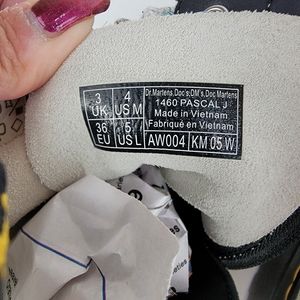 3 UK
4 US M
36 EU
5 US L
Dr.Martens,Doc's;DM's,Doc Martens
1460 PASCAL J
Made in Vietnam
Fabriqué en Vietnam
AW004
KM 05 W